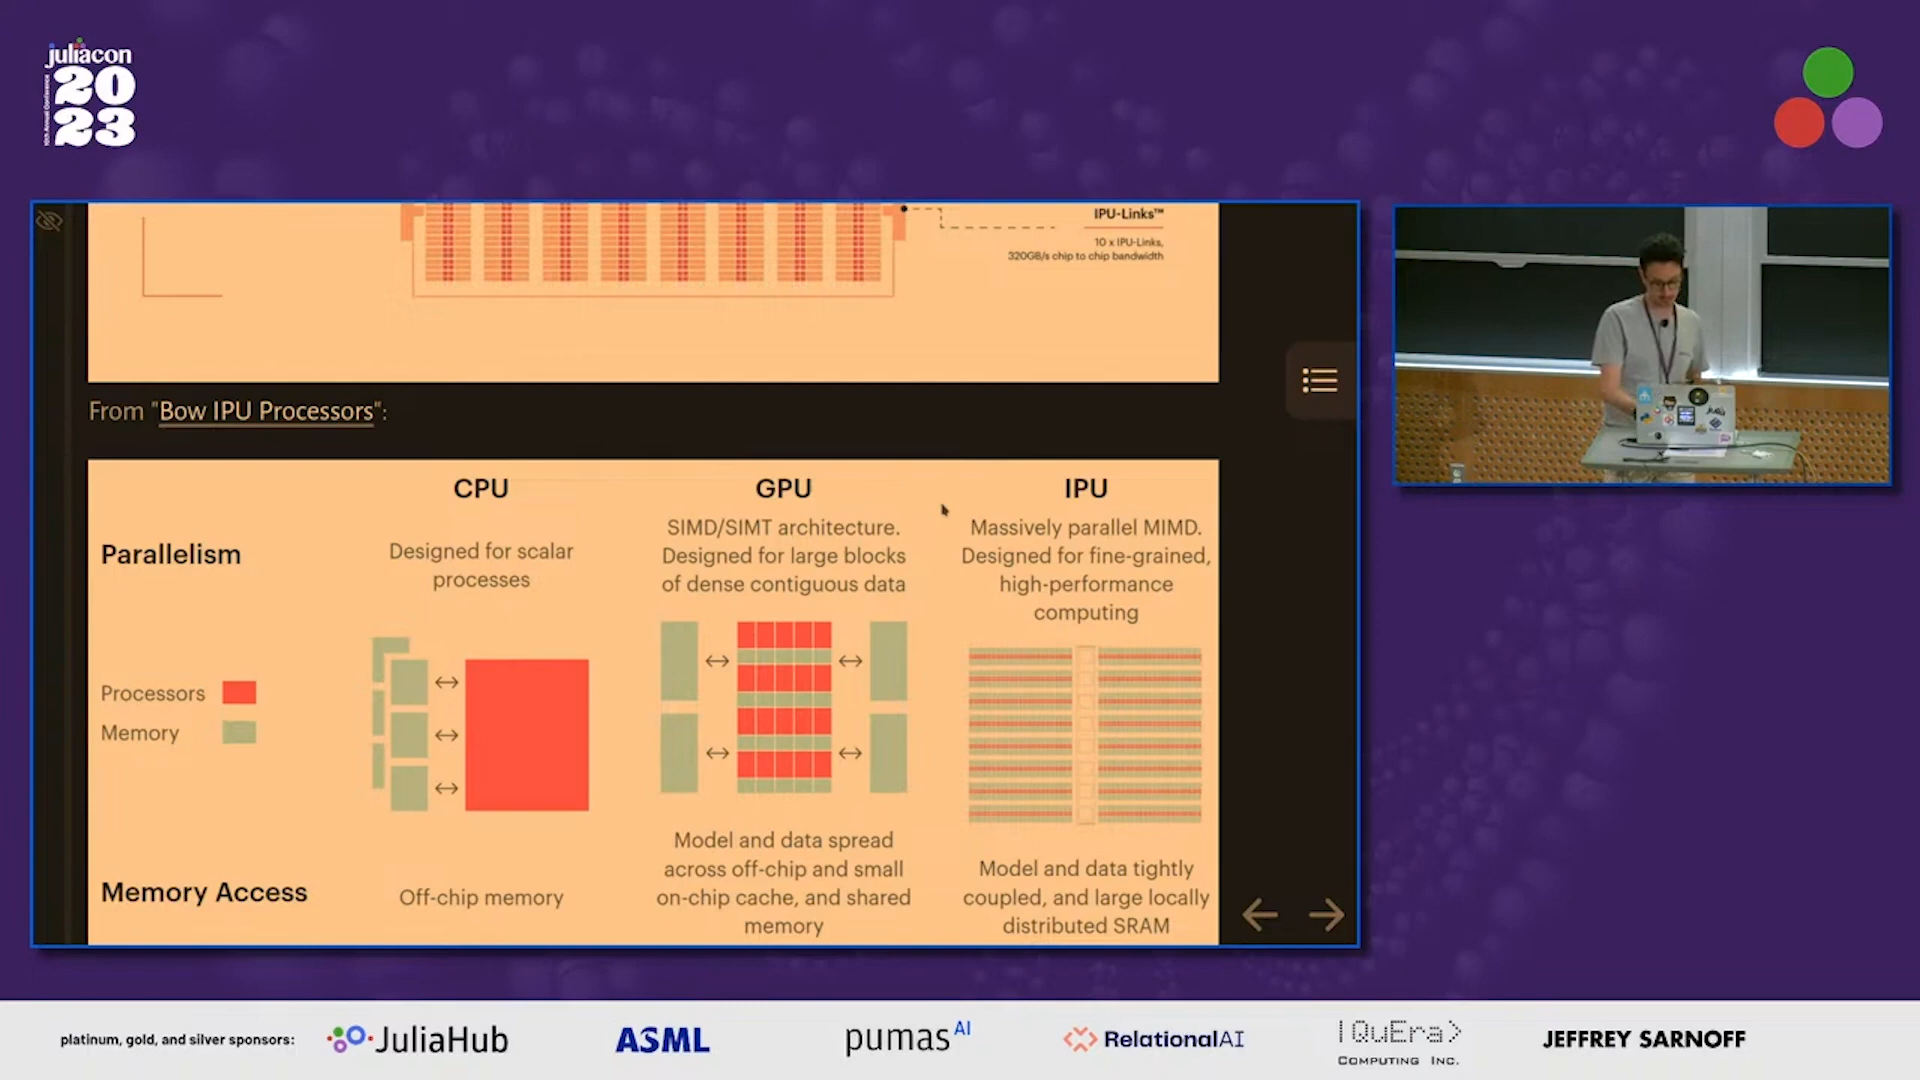 juliacon
2023
IPU-Links™
10 x IPU-Links,
320GB/s chip to chip bandwidth
From "Bow IPU Processors":
CPU
GPU
IPU
Parallelism
Designed for scalar
processes
SIMD/SIMT architecture.
Designed for large blocks
of dense contiguous data
Massively parallel MIMD.
Designed for fine-grained,
high-performance
computing
Processors
Memory
Memory Access
Off-chip memory
Model and data spread
across off-chip and small
on-chip cache, and shared
memory
Model and data tightly
coupled, and large locally
distributed SRAM
platinum, gold, and silver sponsors:
JuliaHub
ASML
pumasAI
RelationalAI
|QuEra>
COMPUTING INC.
JEFFREY SARNOFF